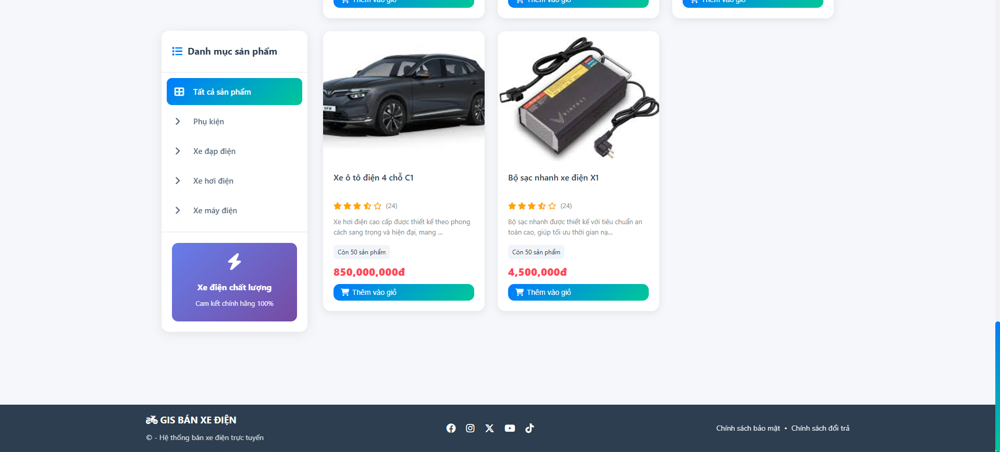 Thêm vào giỏ
Thêm vào giỏ
Thêm vào giỏ
Danh mục sản phẩm
Tất cả sản phẩm
Phụ kiện
Xe đạp điện
Xe hơi điện
Xe máy điện
Xe điện chất lượng
Cam kết chính hãng 100%
Xe ô tô điện 4 chỗ C1
(24)
Xe hơi điện cao cấp được thiết kế theo phong
cách sang trọng và hiện đại, mang ...
Còn 50 sản phẩm
850,000,000đ
Thêm vào giỏ
VINFAST
Bộ sạc nhanh xe điện X1
(24)
Bộ sạc nhanh được thiết kế với tiêu chuẩn an
toàn cao, giúp tối ưu thời gian nạ...
Còn 50 sản phẩm
4,500,000đ
Thêm vào giỏ
GIS BÁN XE ĐIỆN
© - Hệ thống bán xe điện trực tuyến
Chính sách bảo mật • Chính sách đổi trả